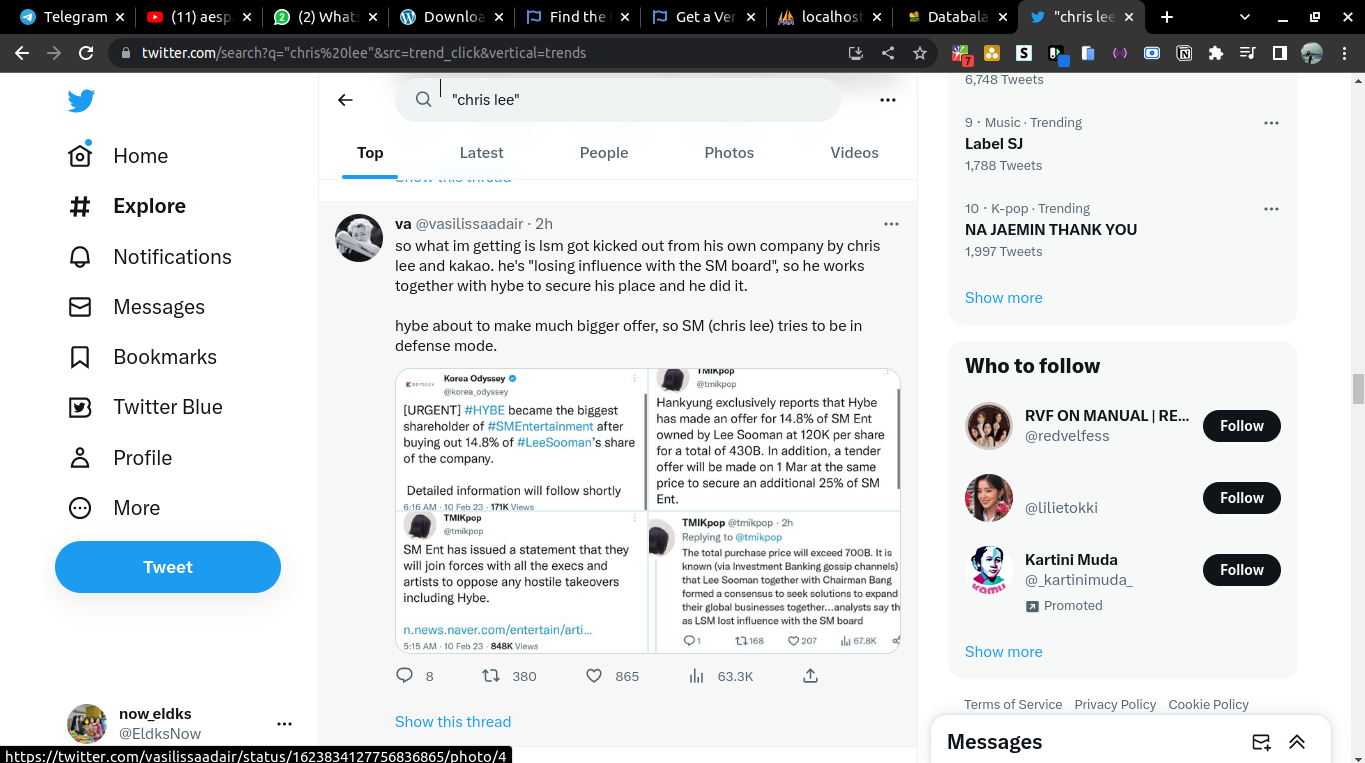 Telegram
(11) aesp
(2) Whats
Downloa
Find the
Get a Ver
localhost
Databala
"chris lee
twitter.com/search?q="chris%20lee"&src=trend_click&vertical=trends
7
Home
Explore
Notifications
Messages
Bookmarks
Twitter Blue
Profile
More
Tweet
now_eldks
@EldksNow
"chris lee"
Top
Latest
People
Photos
Videos
Show this thread
va @vasilissaadair · 2h
so what im getting is lsm got kicked out from his own company by chris
lee and kakao. he's "losing influence with the SM board", so he works
together with hybe to secure his place and he did it.
hybe about to make much bigger offer, so SM (chris lee) tries to be in
defense mode.
Korea Odyssey
@korea_odyssey
[URGENT] #HYBE became the biggest
shareholder of #SMEntertainment after
buying out 14.8% of #LeeSooman's share
of the company.
Detailed information will follow shortly
6:16 AM · 10 Feb 23 · 171K Views
TMIKpop
@tmikpop
Hankyung exclusively reports that Hybe
has made an offer for 14.8% of SM Ent
owned by Lee Sooman at 120K per share
for a total of 430B. In addition, a tender
offer will be made on 1 Mar at the same
price to secure an additional 25% of SM
Ent.
TMIKpop
@tmikpop
SM Ent has issued a statement that they
will join forces with all the execs and
artists to oppose any hostile takeovers
including Hybe.
n.news.naver.com/entertain/arti...
5:15 AM · 10 Feb 23 · 848K Views
TMIKpop @tmikpop · 2h
Replying to @tmikpop
The total purchase price will exceed 700B. It is
known (via Investment Banking gossip channels)
that Lee Sooman together with Chairman Bang
formed a consensus to seek solutions to expand
their global businesses together...analysts say th
as LSM lost influence with the SM board
1
168
207
67.8K
8
380
865
63.3K
Show this thread
6,748 Tweets
9 · Music · Trending
Label SJ
1,788 Tweets
10 · K-pop · Trending
NA JAEMIN THANK YOU
1,997 Tweets
Show more
Who to follow
RVF ON MANUAL | RE...
@redvelfess
Follow
@lilietokki
Follow
KAMU
Kartini Muda
@_kartinimuda_
Follow
Promoted
Show more
Terms of Service Privacy Policy Cookie Policy
Messages
https://twitter.com/vasilissaadair/status/1623834127756836865/photo/4